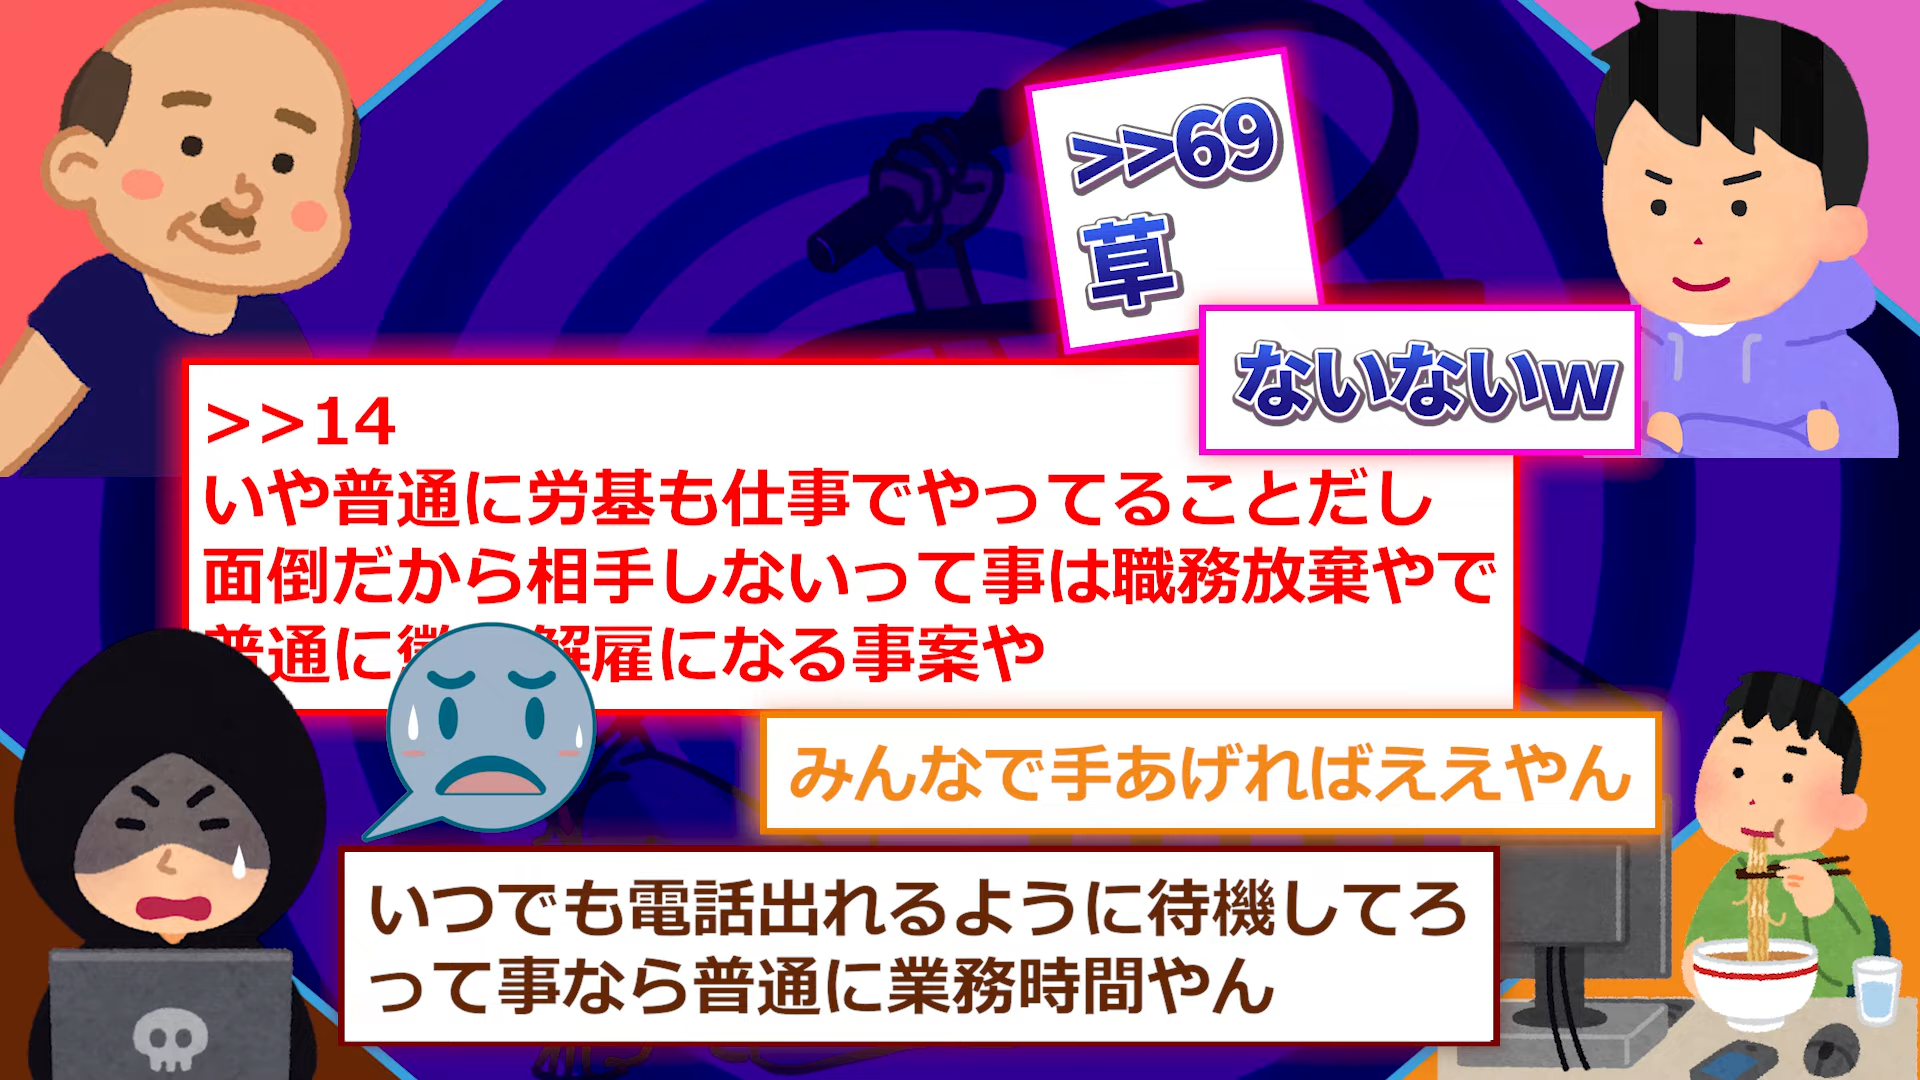 >>69
草
ないないw
>>14
いや普通に労基も仕事でやってることだし
面倒だから相手しないって事は職務放棄やで
普通に 解雇になる事案や
みんなで手あげればええやん
いつでも電話出れるように待機してろ
って事なら普通に業務時間やん